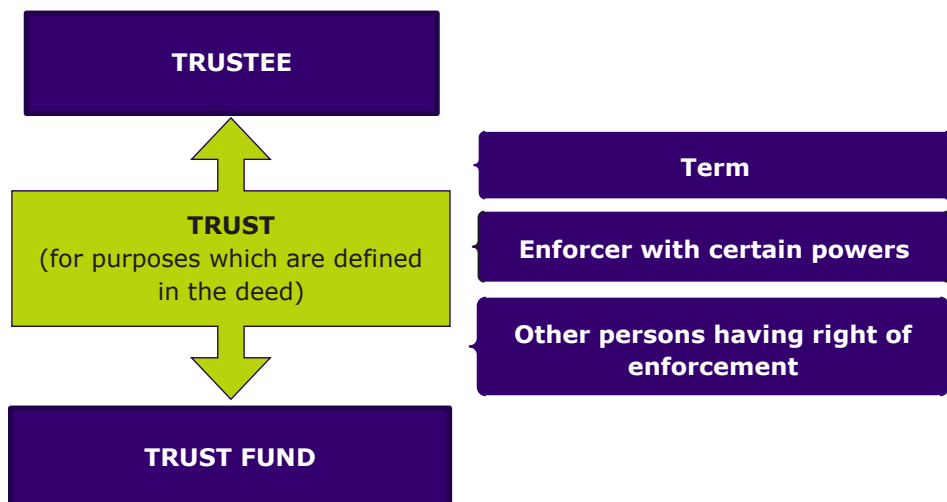 TRUSTEE
TRUST
(for purposes which are defined
in the deed)
TRUST FUND
Term
Enforcer with certain powers
Other persons having right of
enforcement